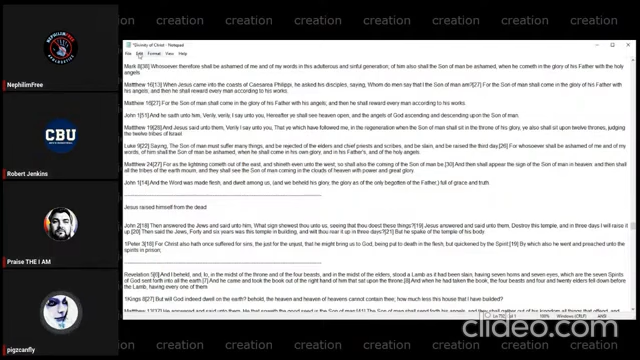 creation creation creation creation creation creation
*Divinity of Christ - Notepad
File Edit Format View Help
Mark 8[38] Whosoever therefore shall be ashamed of me and of my words in this adulterous and sinful generation; of him also shall the Son of man be ashamed, when he cometh in the glory of his Father with the holy
angels.
Matthew 16[13] When Jesus came into the coasts of Caesarea Philippi, he asked his disciples, saying, Whom do men say that I the Son of man am?[27] For the Son of man shall come in the glory of his Father with
his angels; and then he shall reward every man according to his works.
Matthew 16[27] For the Son of man shall come in the glory of his Father with his angels; and then he shall reward every man according to his works.
John 1[51] And he saith unto him, Verily, verily, I say unto you, Hereafter ye shall see heaven open, and the angels of God ascending and descending upon the Son of man.
Matthew 19[28] And Jesus said unto them, Verily I say unto you, That ye which have followed me, in the regeneration when the Son of man shall sit in the throne of his glory, ye also shall sit upon twelve thrones, judging
the twelve tribes of Israel
Luke 9[22] Saying, The Son of man must suffer many things, and be rejected of the elders and chief priests and scribes, and be slain, and be raised the third day.[26] For whosoever shall be ashamed of me and of my
words, of him shall the Son of man be ashamed, when he shall come in his own glory, and in his Father's, and of the holy angels.
Matthew 24[27] For as the lightning cometh out of the east, and shineth even unto the west; so shall also the coming of the Son of man be.[30] And then shall appear the sign of the Son of man in heaven: and then shall
all the tribes of the earth mourn, and they shall see the Son of man coming in the clouds of heaven with power and great glory.
John 1[14] And the Word was made flesh, and dwelt among us, (and we beheld his glory, the glory as of the only begotten of the Father,) full of grace and truth.
Jesus raised himself from the dead
John 2[18] Then answered the Jews and said unto him, What sign shewest thou unto us, seeing that thou doest these things?[19] Jesus answered and said unto them, Destroy this temple, and in three days I will raise it
up.[20] Then said the Jews, Forty and six years was this temple in building, and wilt thou rear it up in three days?[21] But he spake of the temple of his body.
1Peter 3[18] For Christ also hath once suffered for sins, the just for the unjust, that he might bring us to God, being put to death in the flesh, but quickened by the Spirit:[19] By which also he went and preached unto the
spirits in prison;
Revelation 5[6] And I beheld, and, lo, in the midst of the throne and of the four beasts, and in the midst of the elders, stood a Lamb as it had been slain, having seven horns and seven eyes, which are the seven Spirits
of God sent forth into all the earth.[7] And he came and took the book out of the right hand of him that sat upon the throne.[8] And when he had taken the book, the four beasts and four and twenty elders fell down before
the Lamb, having every one of them
1Kings 8[27] But will God indeed dwell on the earth? behold, the heaven and heaven of heavens cannot contain thee; how much less this house that I have builded?
100% Windows (CRLF) ANSI
NEPHILIMFREE
NephilimFree
CBU
Robert Jenkins
Praise THE I AM
pigzcanfly
creation creation creation creation creation
clideo.com